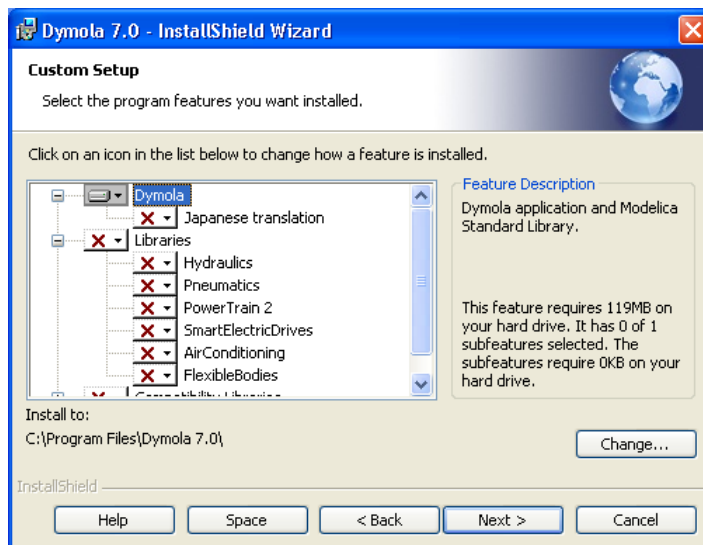 Dymola 7.0 - InstallShield Wizard
Custom Setup
Select the program features you want installed.
Click on an icon in the list below to change how a feature is installed.
Dymola
Japanese translation
Libraries
Hydraulics
Pneumatics
PowerTrain 2
SmartElectricDrives
AirConditioning
FlexibleBodies
Compatibility Libraries
Feature Description
Dymola application and Modelica
Standard Library.
This feature requires 119MB on
your hard drive. It has 0 of 1
subfeatures selected. The
subfeatures require 0KB on your
hard drive.
Install to:
C:\Program Files\Dymola 7.0\
Change...
InstallShield
Help
Space
< Back
Next >
Cancel